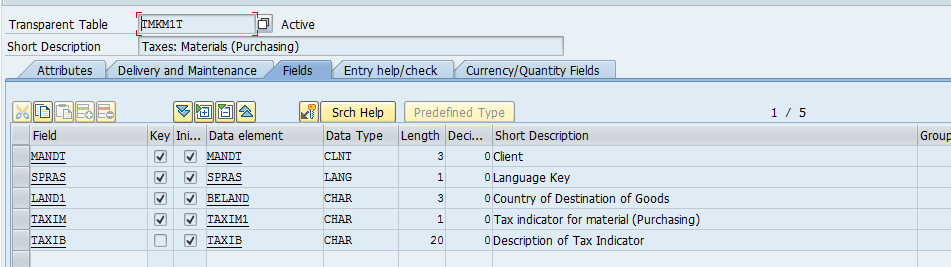 Transparent Table TMKM1T Active
Short Description Taxes: Materials (Purchasing)
Attributes Delivery and Maintenance Fields Entry help/check Currency/Quantity Fields
Srch Help Predefined Type 1 / 5
Field Key Ini... Data element Data Type Length Deci... Short Description Group
MANDT MANDT CLNT 3 0 Client
SPRAS SPRAS LANG 1 0 Language Key
LAND1 BELAND CHAR 3 0 Country of Destination of Goods
TAXIM TAXIM1 CHAR 1 0 Tax indicator for material (Purchasing)
TAXIB TAXIB CHAR 20 0 Description of Tax Indicator